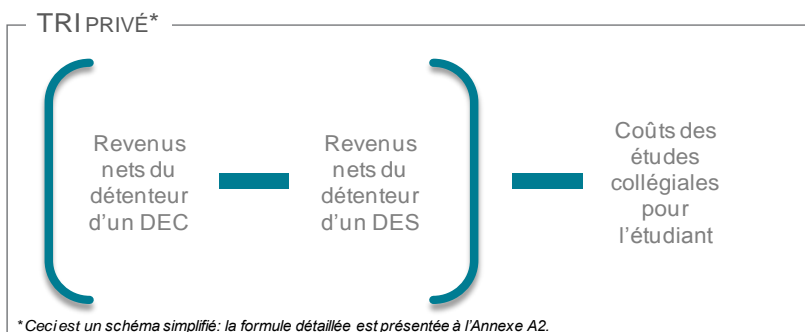 TRI PRIVÉ*
Revenus
nets du
détenteur
d'un DEC
Revenus
nets du
détenteur
d'un DES
Coûts des
études
collégiales
pour
l'étudiant
*Ceci est un schéma simplifié: la formule détaillée est présentée à l'Annexe A2.